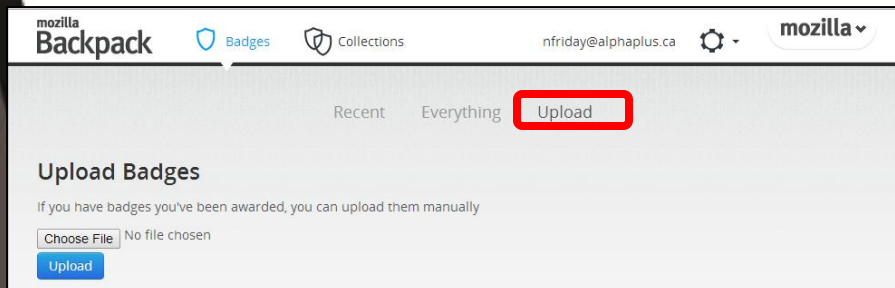 mozilla
Backpack
Badges
Collections
nfriday@alphaplus.ca
mozilla
Recent
Everything
Upload
Upload Badges
If you have badges you've been awarded, you can upload them manually
Choose File No file chosen
Upload